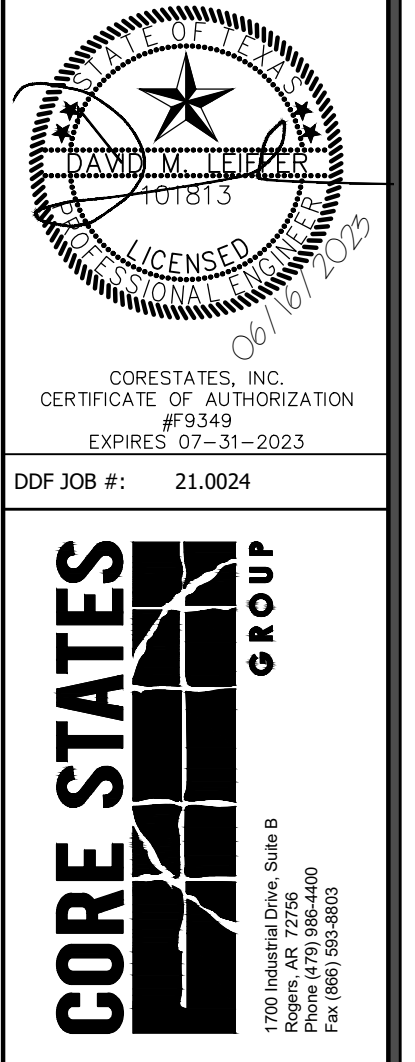 STATE OF TEXAS
DAVID M. LEIFFER
101813
LICENSED
PROFESSIONAL ENGINEER
06/16/2023
CORESTATES, INC.
CERTIFICATE OF AUTHORIZATION
#F9349
EXPIRES 07-31-2023
DDF JOB #: 21.0024
CORE STATES
GROUP
1700 Industrial Drive, Suite B
Rogers, AR 72756
Phone (479) 986-4400
Fax (866) 593-8803